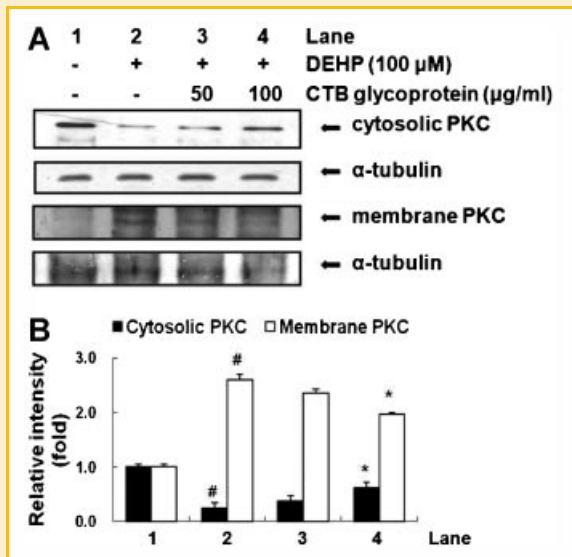 A 1 2 3 4 Lane
- + + + DEHP (100 µM)
- - 50 100 CTB glycoprotein (µg/ml)
cytosolic PKC
α-tubulin
membrane PKC
α-tubulin
B
Cytosolic PKC Membrane PKC
Relative intensity
(fold)
3.0
2.0
1.0
0.0
#
#
*
*
1 2 3 4 Lane